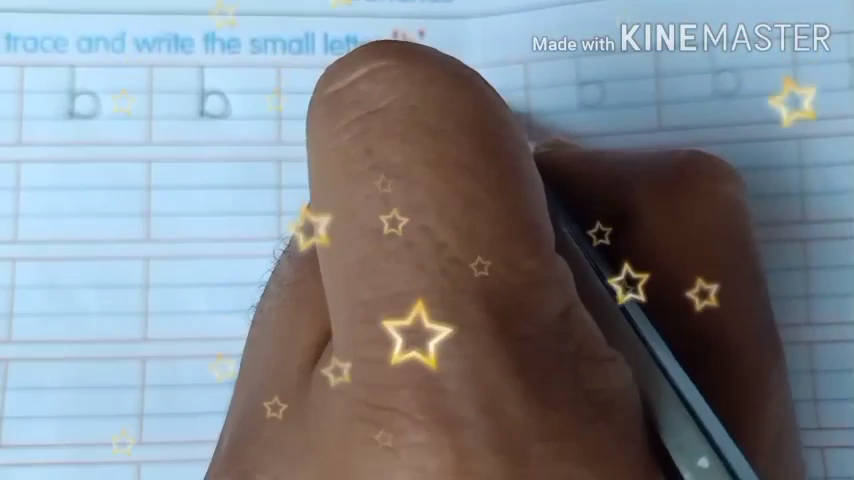 Made with KINEMASTER
trace and write the small letter 'b'
b b b b